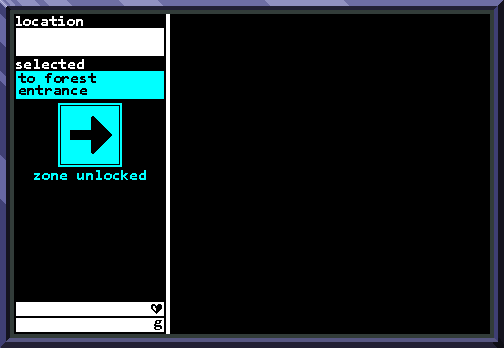 location
selected
to forest
entrance
zone unlocked
g